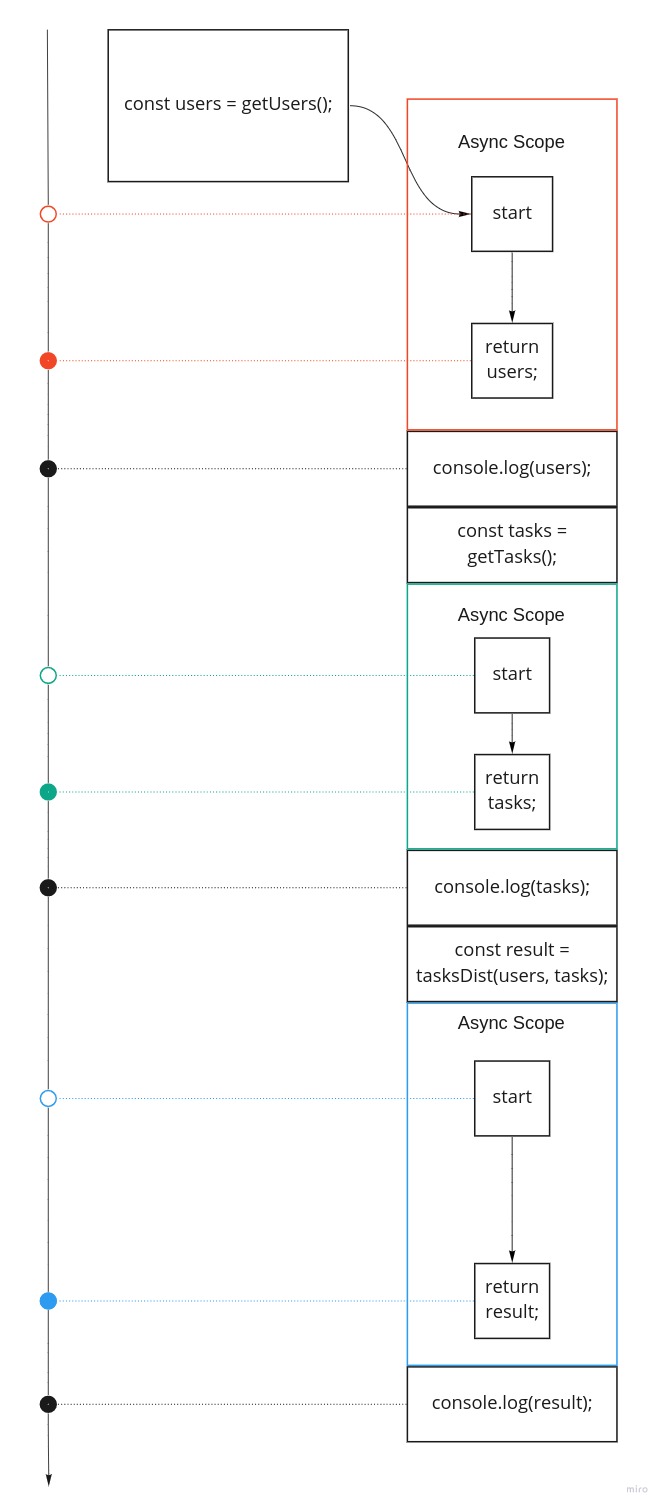 const users = getUsers();
Async Scope
start
return
users;
console.log(users);
const tasks =
getTasks();
Async Scope
start
return
tasks;
console.log(tasks);
const result =
tasksDist(users, tasks);
Async Scope
start
return
result;
console.log(result);
miro